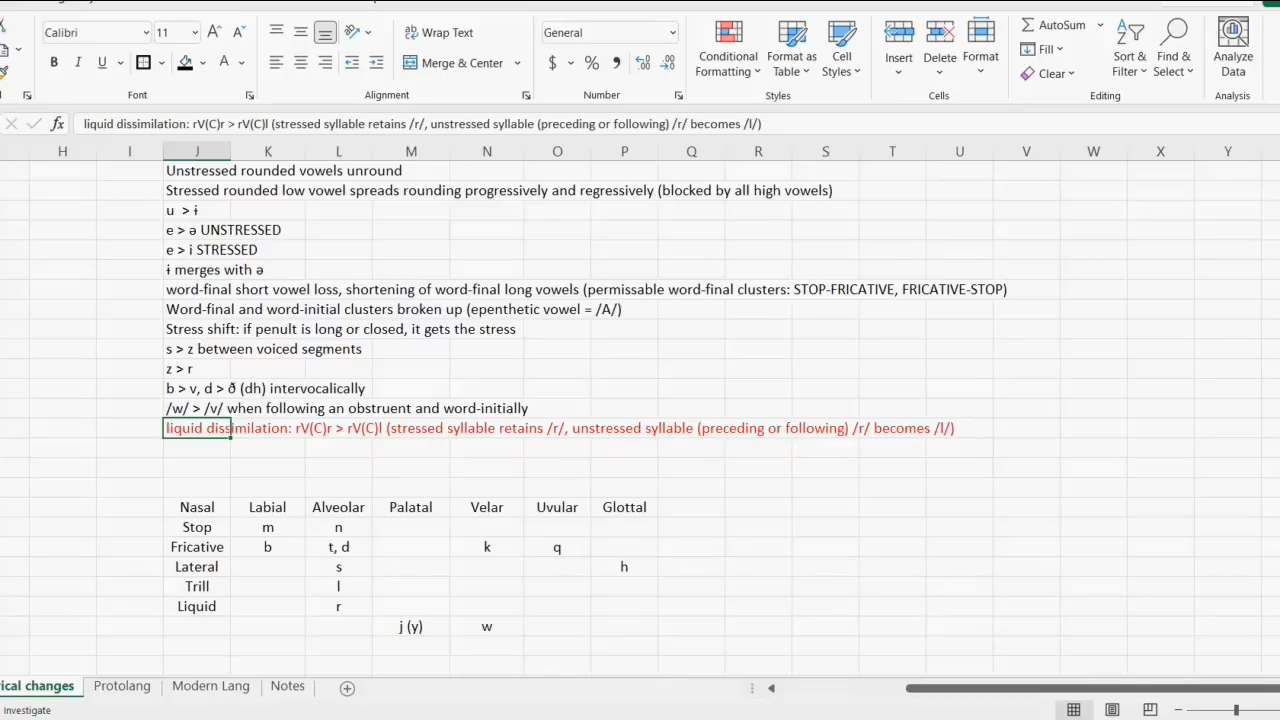 Calibri 11 Wrap Text General AutoSum
Conditional Format as Cell Insert Delete Format Fill Sort & Find & Analyze
B I U A Merge & Center $ % Formatting Table Styles Clear Filter Select Data
Font Alignment Number Styles Cells Editing Analysis
fx liquid dissimilation: rV(C)r > rV(C)l (stressed syllable retains /r/, unstressed syllable (preceding or following) /r/ becomes /l/)
H I J K L M N O P Q R S T U V W X Y
Unstressed rounded vowels unround
Stressed rounded low vowel spreads rounding progressively and regressively (blocked by all high vowels)
u > ɨ
e > ə UNSTRESSED
e > i STRESSED
ɨ merges with ə
word-final short vowel loss, shortening of word-final long vowels (permissable word-final clusters: STOP-FRICATIVE, FRICATIVE-STOP)
Word-final and word-initial clusters broken up (epenthetic vowel = /A/)
Stress shift: if penult is long or closed, it gets the stress
s > z between voiced segments
z > r
b > v, d > ð (dh) intervocalically
/w/ > /v/ when following an obstruent and word-initially
liquid dissimilation: rV(C)r > rV(C)l (stressed syllable retains /r/, unstressed syllable (preceding or following) /r/ becomes /l/)
Nasal Labial Alveolar Palatal Velar Uvular Glottal
Stop m n
Fricative b t, d k q
Lateral s h
Trill l
Liquid r
j (y) w
rical changes Protolang Modern Lang Notes
Investigate